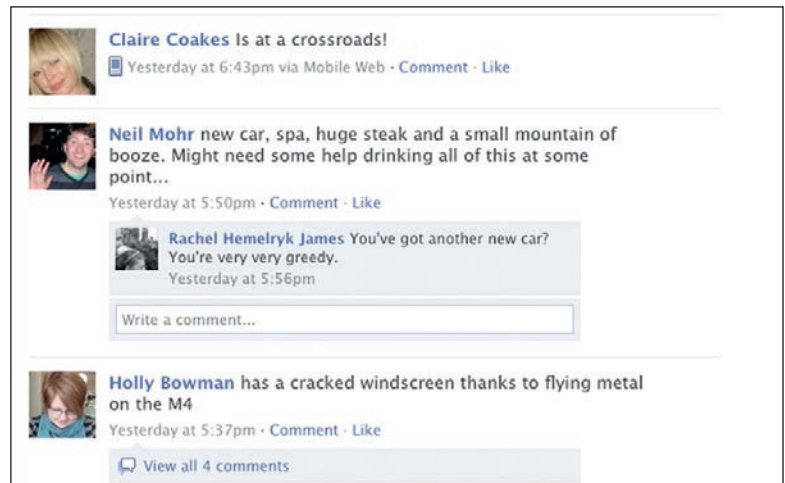 Claire Coakes Is at a crossroads!
Yesterday at 6:43pm via Mobile Web · Comment · Like
Neil Mohr new car, spa, huge steak and a small mountain of
booze. Might need some help drinking all of this at some
point...
Yesterday at 5:50pm · Comment · Like
Rachel Hemelryk James You've got another new car?
You're very very greedy.
Yesterday at 5:56pm
Write a comment...
Holly Bowman has a cracked windscreen thanks to flying metal
on the M4
Yesterday at 5:37pm · Comment · Like
View all 4 comments